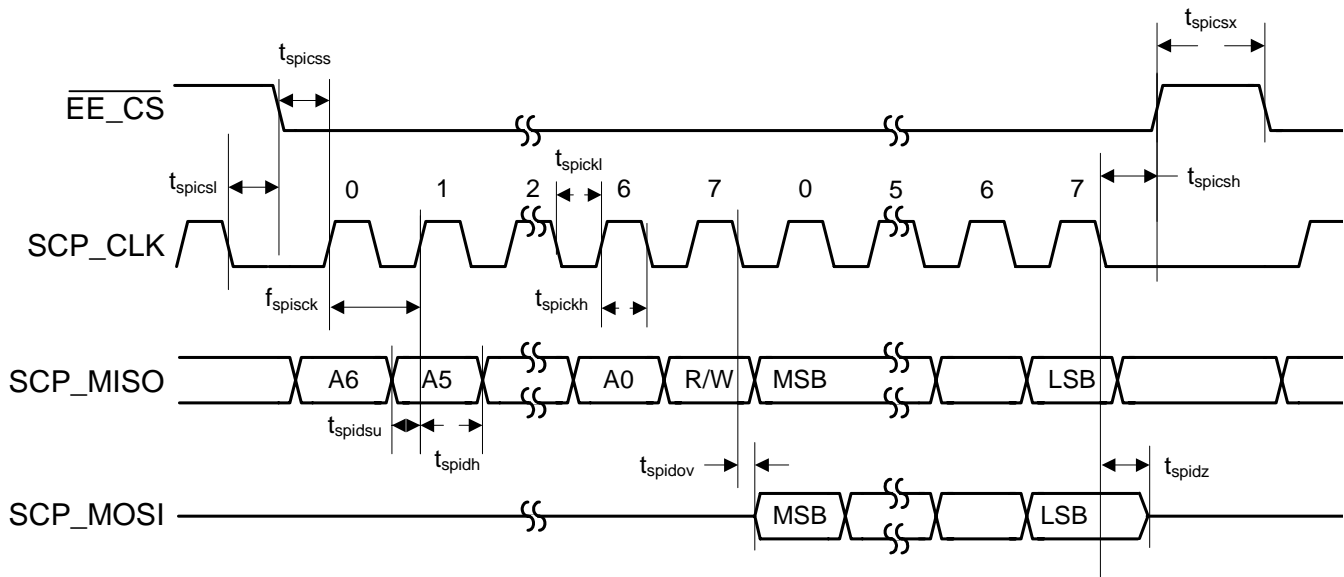 t_spicsx
t_spicss
EE_CS
t_spicsl
t_spickl
t_spicsh
0 1 2 6 7 0 5 6 7
SCP_CLK
f_spisck
t_spickh
SCP_MISO
A6 A5 A0 R/W MSB LSB
t_spidsu
t_spidh
t_spidov
t_spidz
SCP_MOSI
MSB LSB